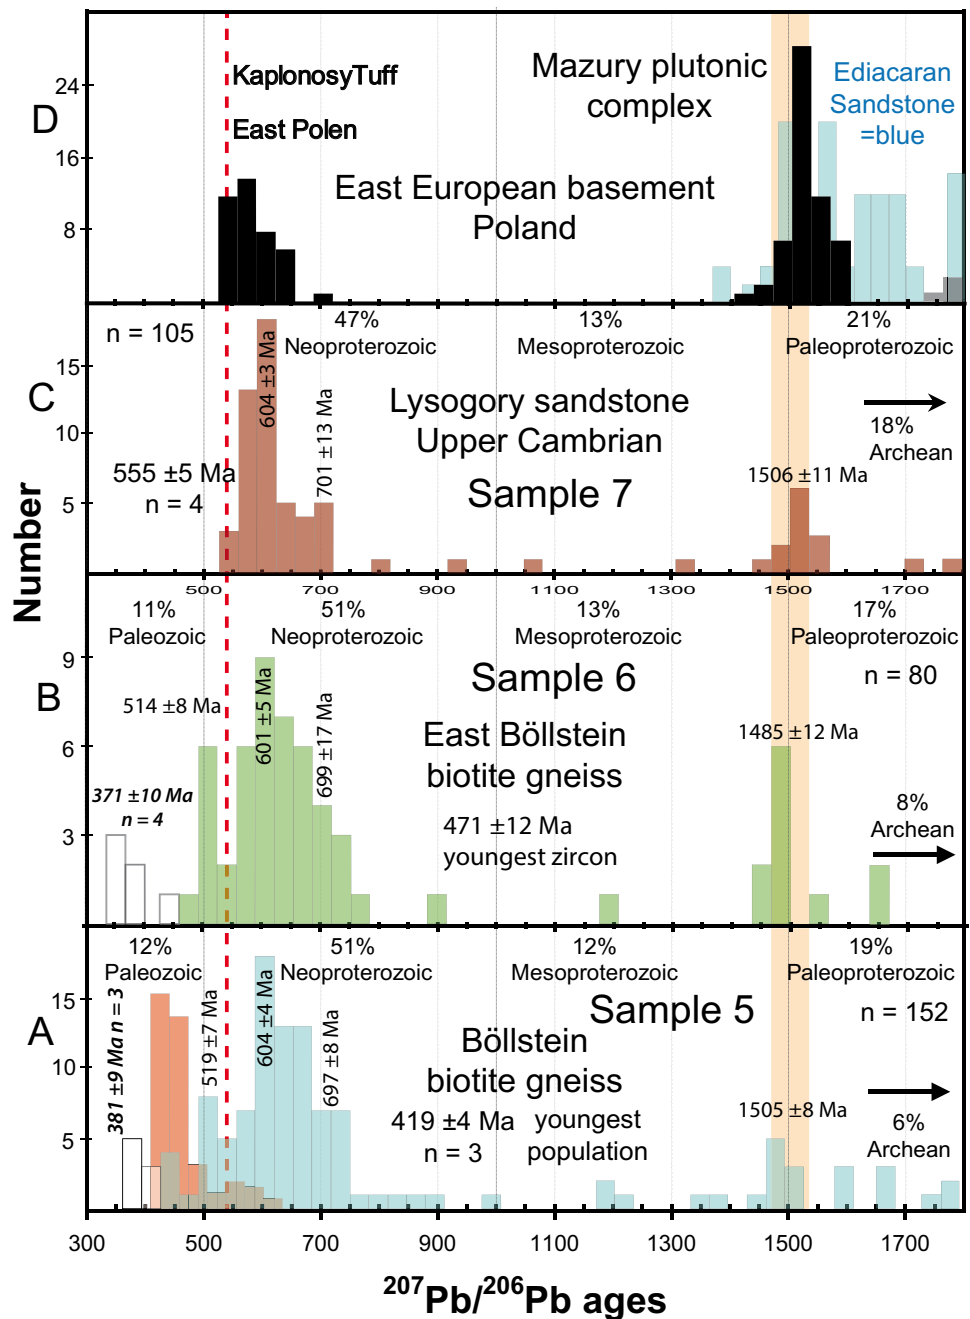 D
24
16
8
KaplonosyTuff
East Polen
Mazury plutonic
complex
Ediacaran
Sandstone
=blue
East European basement
Poland
C
15
10
5
n = 105
47%
Neoproterozoic
13%
Mesoproterozoic
21%
Paleoproterozoic
604 ±3 Ma
701 ±13 Ma
Lysogory sandstone
Upper Cambrian
18%
Archean
555 ±5 Ma
n = 4
Sample 7
1506 ±11 Ma
500
700
900
1100
1300
1500
1700
Number
B
9
6
3
11%
Paleozoic
51%
Neoproterozoic
13%
Mesoproterozoic
17%
Paleoproterozoic
Sample 6
n = 80
514 ±8 Ma
601 ±5 Ma
699 ±17 Ma
East Böllstein
biotite gneiss
1485 ±12 Ma
371 ±10 Ma
n = 4
471 ±12 Ma
youngest zircon
8%
Archean
A
15
10
5
12%
Paleozoic
51%
Neoproterozoic
12%
Mesoproterozoic
19%
Paleoproterozoic
381 ±9 Ma n = 3
519 ±7 Ma
604 ±4 Ma
697 ±8 Ma
Sample 5
n = 152
Böllstein
biotite gneiss
419 ±4 Ma
n = 3
youngest
population
1505 ±8 Ma
6%
Archean
300
500
700
900
1100
1300
1500
1700
207Pb/206Pb ages